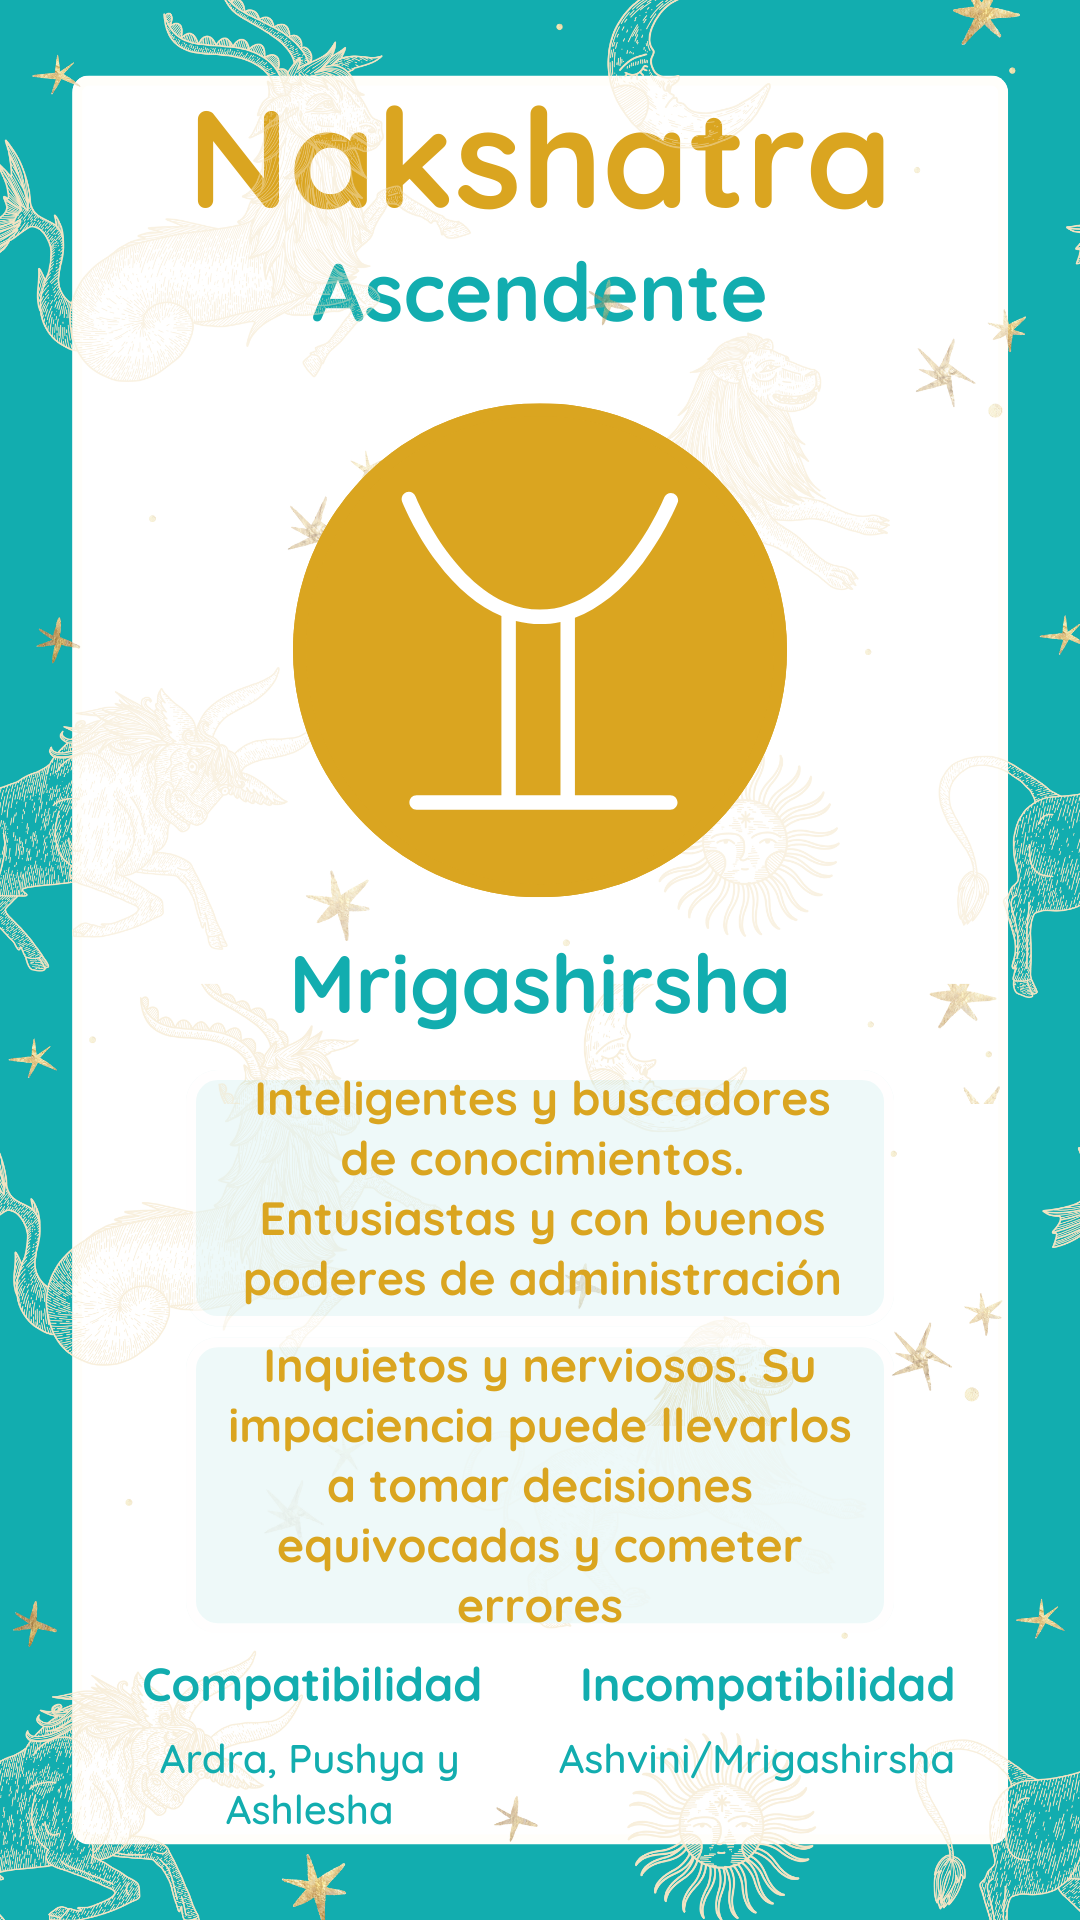 Nakshatra
Ascendente
Mrigashirsha
Inteligentes y buscadores
de conocimientos.
Entusiastas y con buenos
poderes de administración
Inquietos y nerviosos. Su
impaciencia puede llevarlos
a tomar decisiones
equivocadas y cometer
errores
Compatibilidad
Ardra, Pushya y
Ashlesha
Incompatibilidad
Ashvini/Mrigashirsha